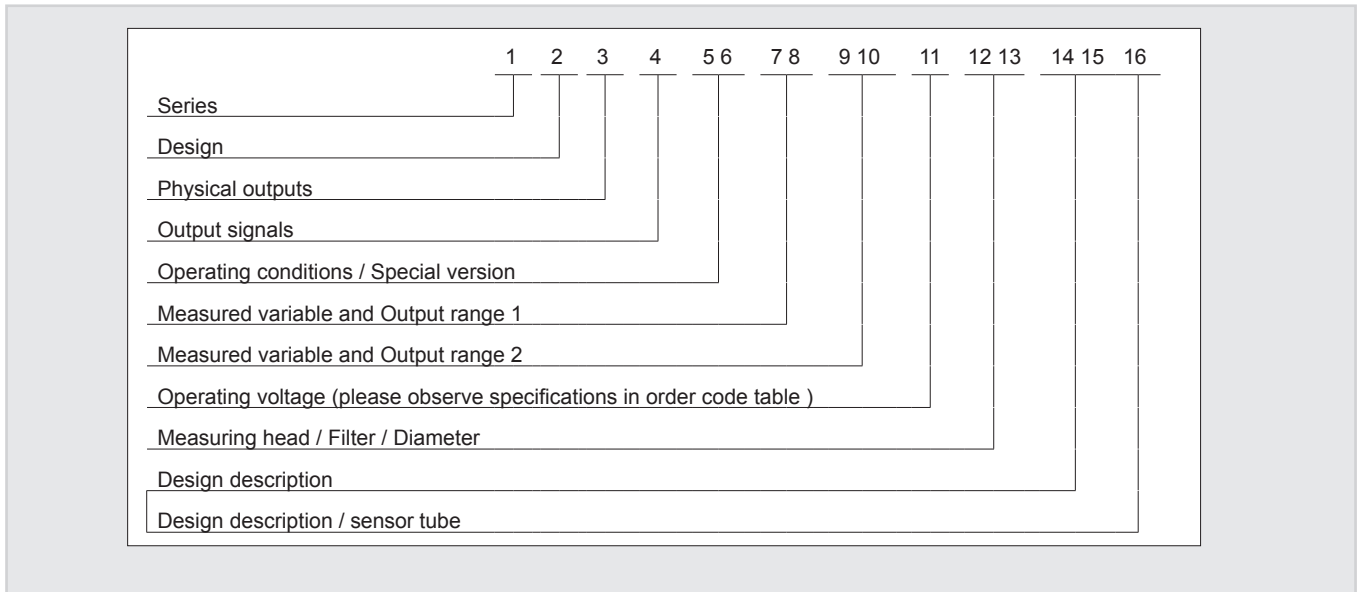 1 2 3 4 5 6 7 8 9 10 11 12 13 14 15 16
Series
Design
Physical outputs
Output signals
Operating conditions / Special version
Measured variable and Output range 1
Measured variable and Output range 2
Operating voltage (please observe specifications in order code table )
Measuring head / Filter / Diameter
Design description
Design description / sensor tube